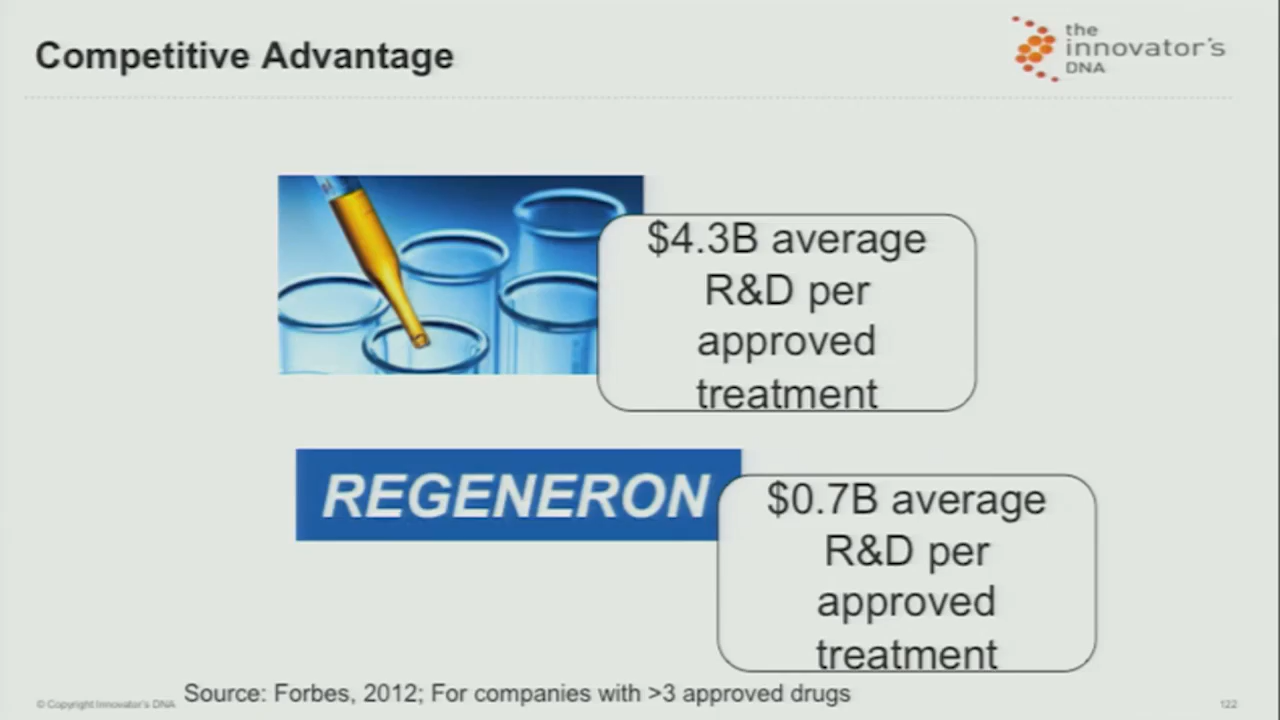 Competitive Advantage
the
innovator's
DNA
$4.3B average
R&D per
approved
treatment
REGENERON
$0.7B average
R&D per
approved
treatment
Source: Forbes, 2012; For companies with >3 approved drugs
© Copyright Innovator's DNA
122